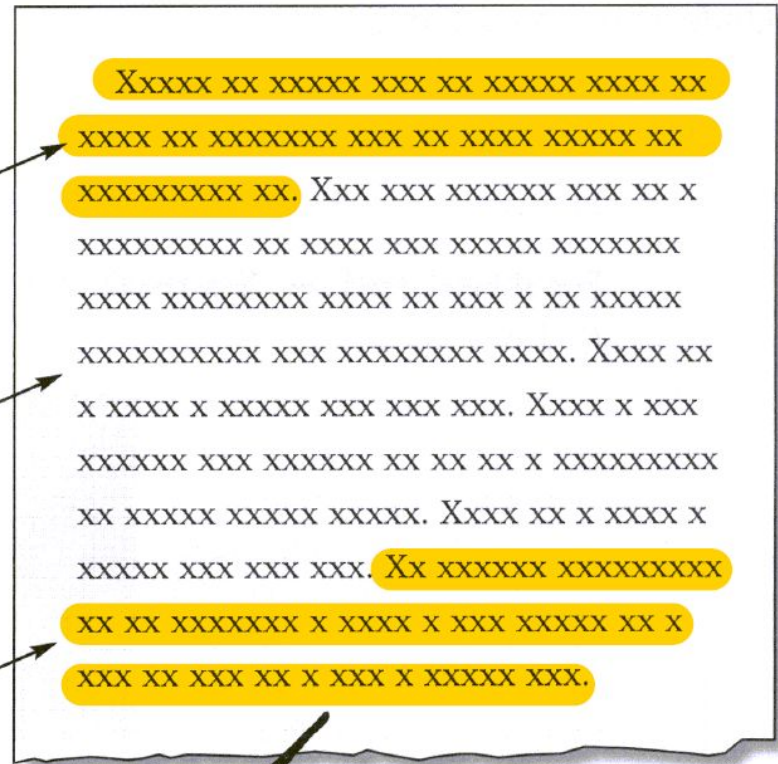 Xxxxx xx xxxxx xxx xx xxxxx xxxx xx
xxxx xx xxxxxxx xxx xx xxxx xxxxx xx
xxxxxxxxx xx. Xxx xxx xxxxxx xxx xx x
xxxxxxxxxx xx xxxx xxx xxxxx xxxxxxx
xxxx xxxxxxxx xxxx xx xxx x xx xxxxx
xxxxxxxxxx xxx xxxxxxxx xxxx. Xxxx xx
x xxxx x xxxxx xxx xxx xxx. Xxxx x xxx
xxxxxx xxx xxxxxx xx xx xx x xxxxxxxxx
xx xxxxx xxxxx xxxxx. Xxxx xx x xxxx x
xxxxx xxx xxx xxx. Xx xxxxxx xxxxxxxxx
xx xx xxxxxxx x xxxx x xxx xxxxx xx x
xxx xx xxx xx x xxx x xxxxx xxx.